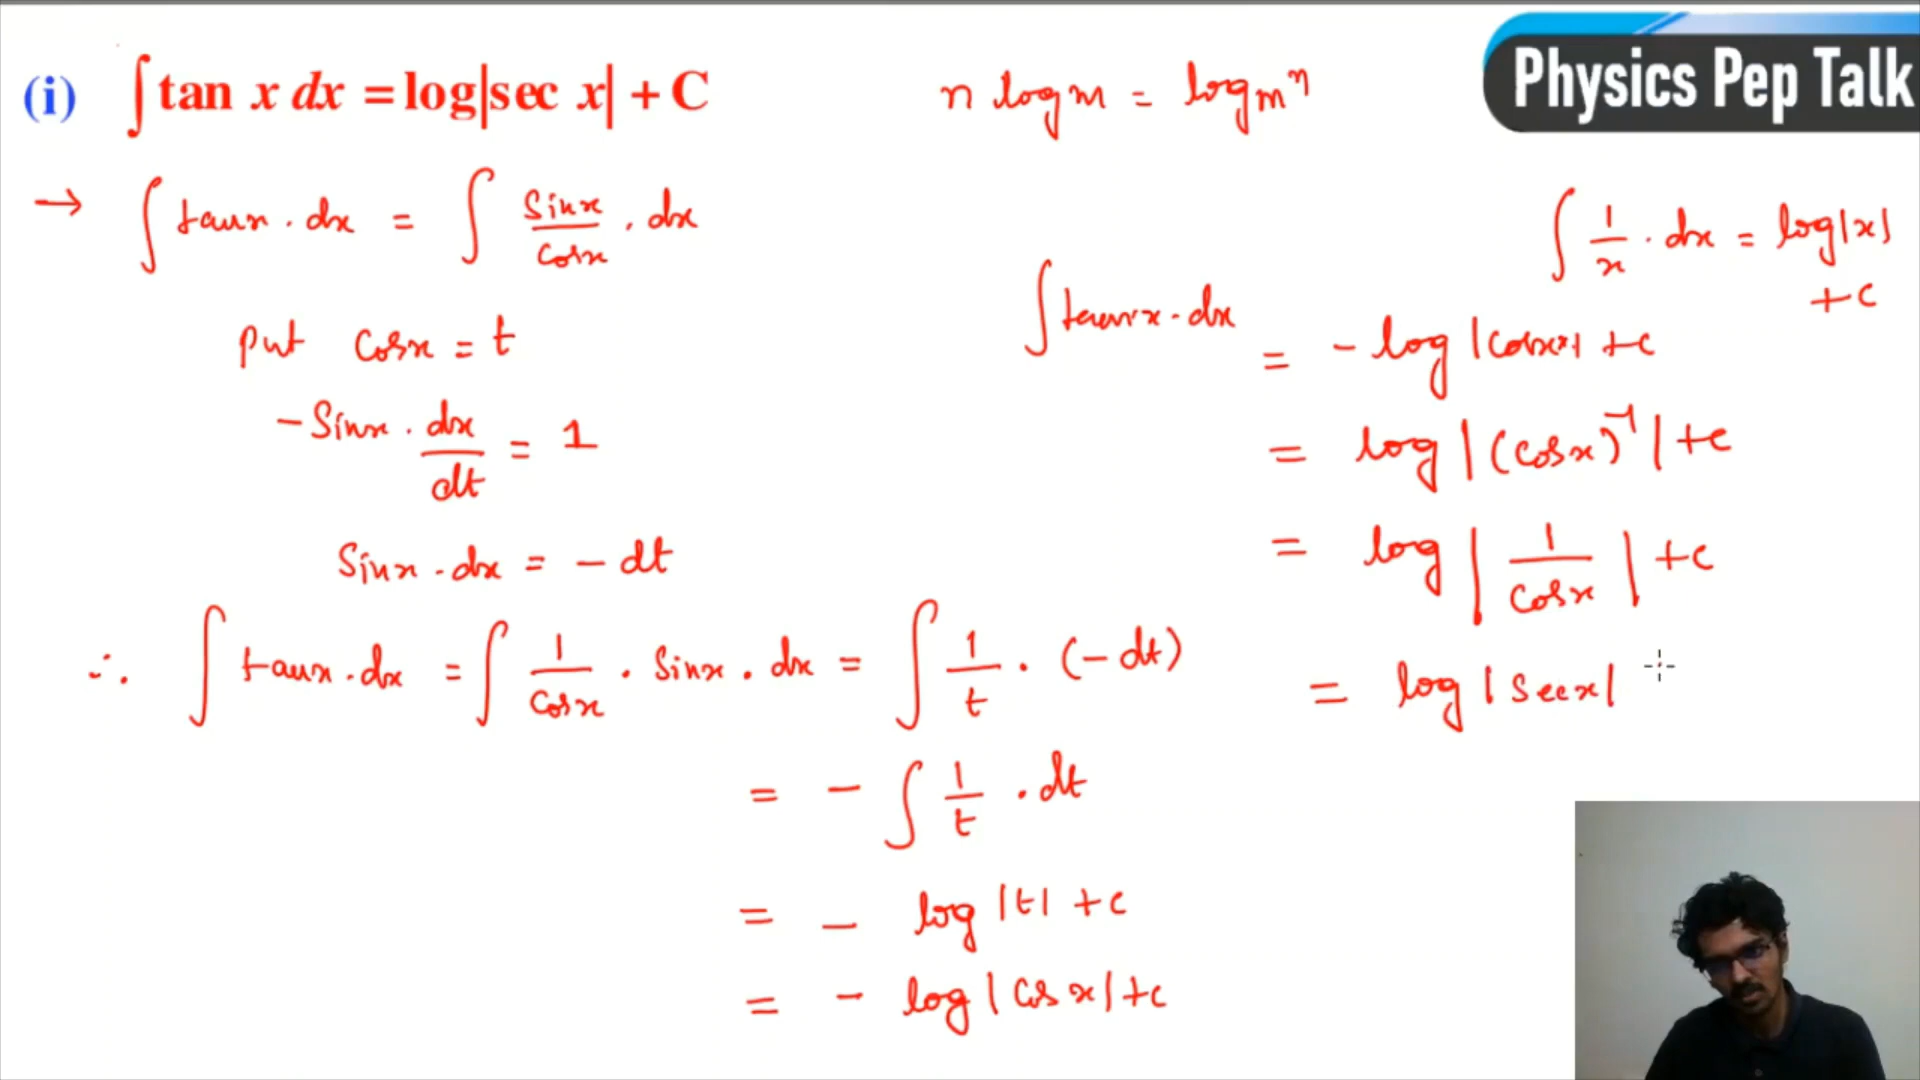 (i) ∫ tan x dx = log|sec x| + C
n log m = log mⁿ
Physics Pep Talk
→ ∫ tanx . dx = ∫ sinx/cosx . dx
∫ 1/x . dx = log|x| + c
put cosx = t
-sinx . dx/dt = 1
sinx . dx = - dt
∴ ∫ tanx . dx = ∫ 1/cosx . sinx . dx = ∫ 1/t . (-dt)
= - ∫ 1/t . dt
= - log |t| + c
= - log |cosx| + c
∫ tanx . dx = - log |cosx| + c
= log |(cosx)⁻¹| + c
= log | 1/cosx | + c
= log |secx|